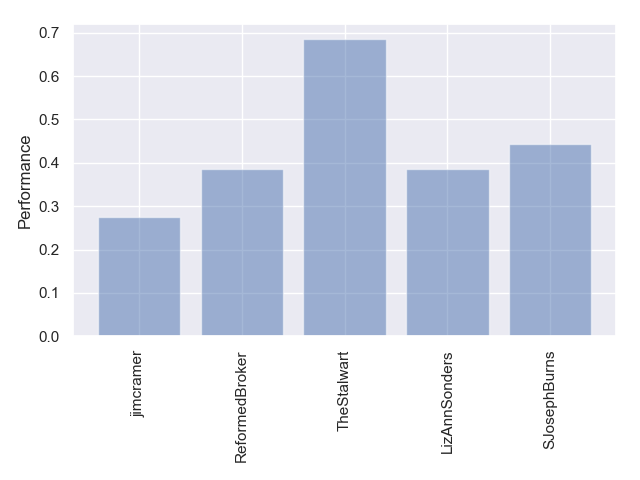 0.7
0.6
0.5
0.4
0.3
0.2
0.1
0.0
Performance
jimcramer
ReformedBroker
TheStalwart
LizAnnSonders
SJosephBurns